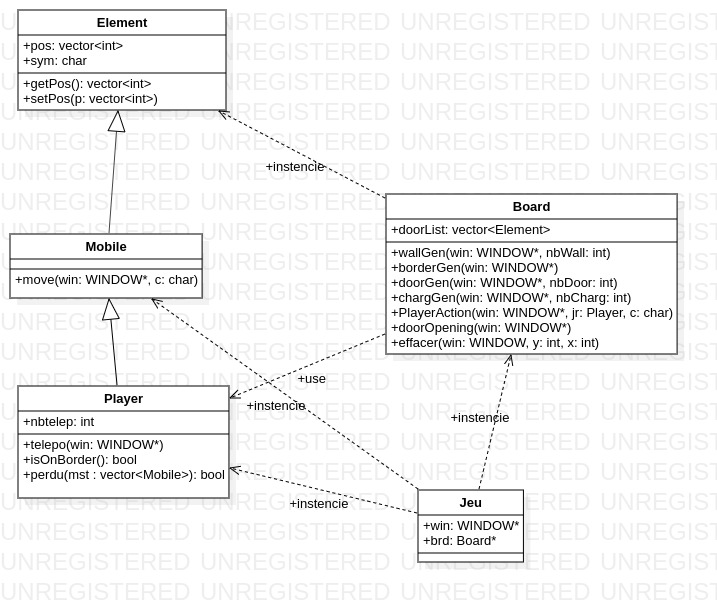 Element
+pos: vector<int>
+sym: char
+getPos(): vector<int>
+setPos(p: vector<int>)
+instencie
Board
+doorList: vector<Element>
+wallGen(win: WINDOW*, nbWall: int)
+borderGen(win: WINDOW*)
+doorGen(win: WINDOW*, nbDoor: int)
+chargGen(win: WINDOW*, nbCharg: int)
+PlayerAction(win: WINDOW*, jr: Player, c: char)
+doorOpening(win: WINDOW*)
+effacer(win: WINDOW, y: int, x: int)
Mobile
+move(win: WINDOW*, c: char)
+use
+instencie
+instencie
Player
+nbtelep: int
+telepo(win: WINDOW*)
+isOnBorder(): bool
+perdu(mst : vector<Mobile>): bool
+instencie
Jeu
+win: WINDOW*
+brd: Board*
UNREGISTERED UNREGISTERED UNREGISTERED UNREGISTERED